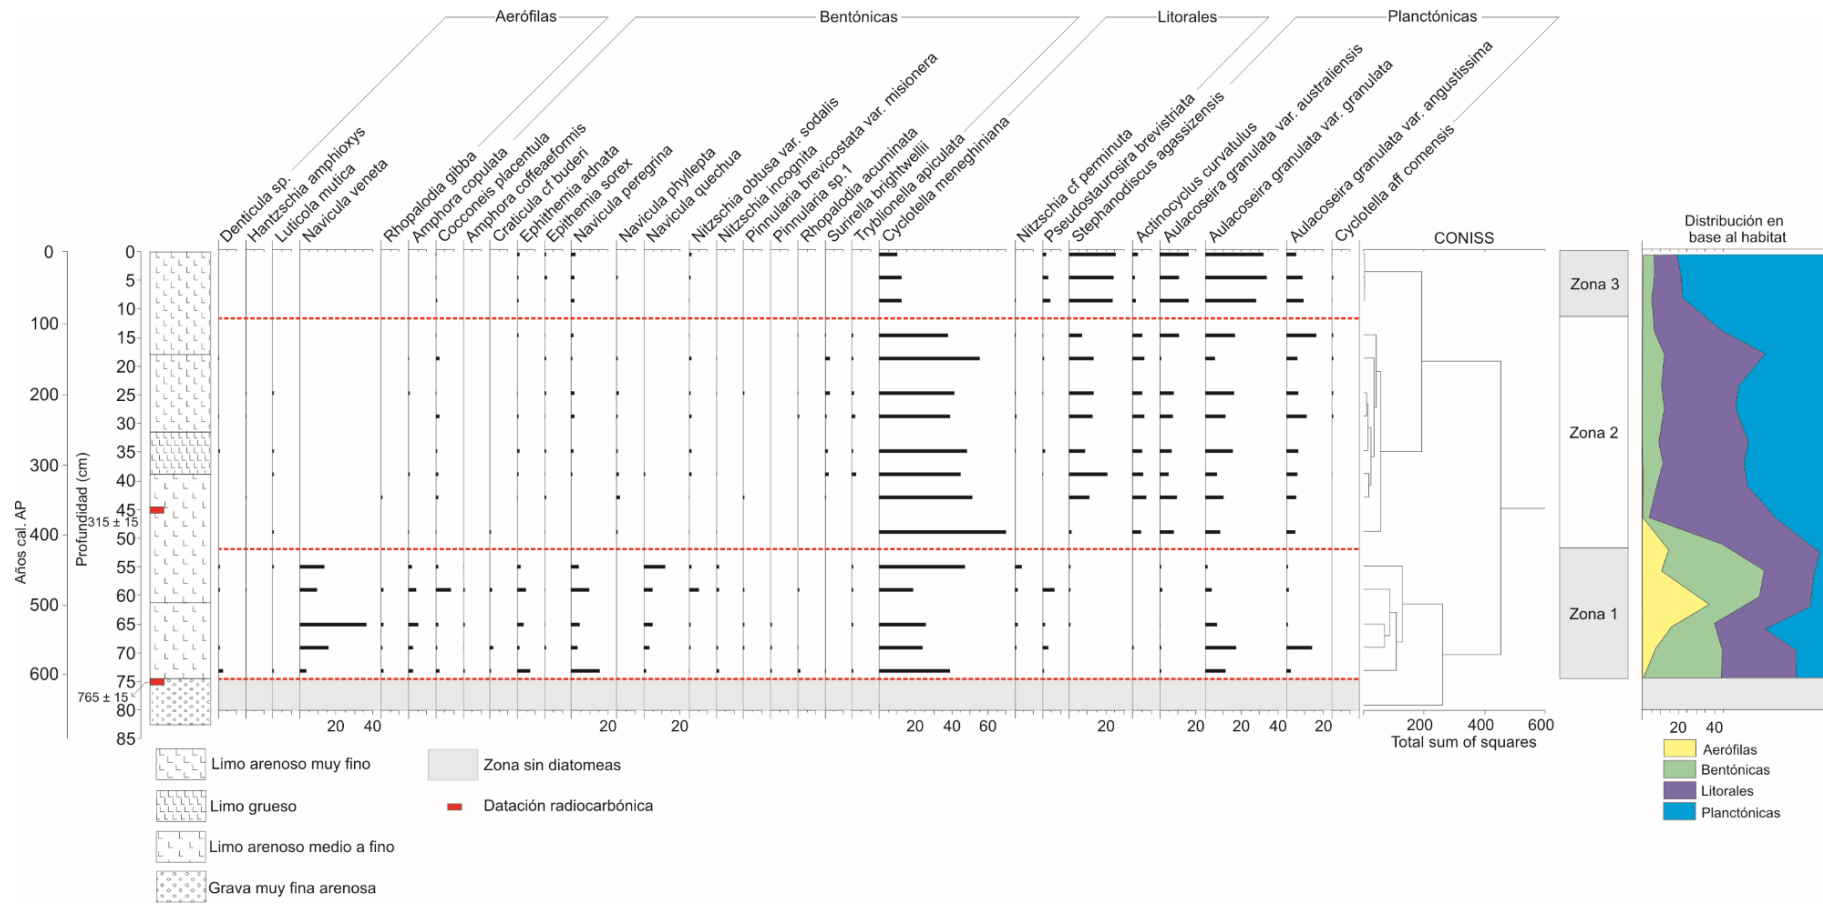 Aerófilas
Bentónicas
Litorales
Planctónicas
Denticula sp.
Hantzschia amphioxys
Luticola mutica
Navicula veneta
Rhopalodia gibba
Amphora copulata
Cocconeis placentula
Amphora coffeaeformis
Craticula cf buderi
Epithemia adnata
Epithemia sorex
Navicula peregrina
Navicula phyllepta
Navicula quechua
Nitzschia obtusa var. sodalis
Nitzschia incognita
Pinnularia brevicostata var. misionera
Pinnularia sp.1
Rhopalodia acuminata
Surirella brightwellii
Tryblionella apiculata
Cyclotella meneghiniana
Nitzschia cf perminuta
Pseudostaurosira brevistriata
Stephanodiscus agassizensis
Actinocyclus curvatulus
Aulacoseira granulata var. australiensis
Aulacoseira granulata var. granulata
Aulacoseira granulata var. angustissima
Cyclotella aff comensis
CONISS
Distribución en
base al habitat
Años cal. AP
0
100
200
300
400
500
600
Profundidad (cm)
0
5
10
15
20
25
30
35
40
45
50
55
60
65
70
75
80
85
315 ± 15
765 ± 15
Zona 3
Zona 2
Zona 1
20 40
20
20
20 40 60
20
20 40
20
200 400 600
Total sum of squares
20 40
Limo arenoso muy fino
Limo grueso
Limo arenoso medio a fino
Grava muy fina arenosa
Zona sin diatomeas
Datación radiocarbónica
Aerófilas
Bentónicas
Litorales
Planctónicas